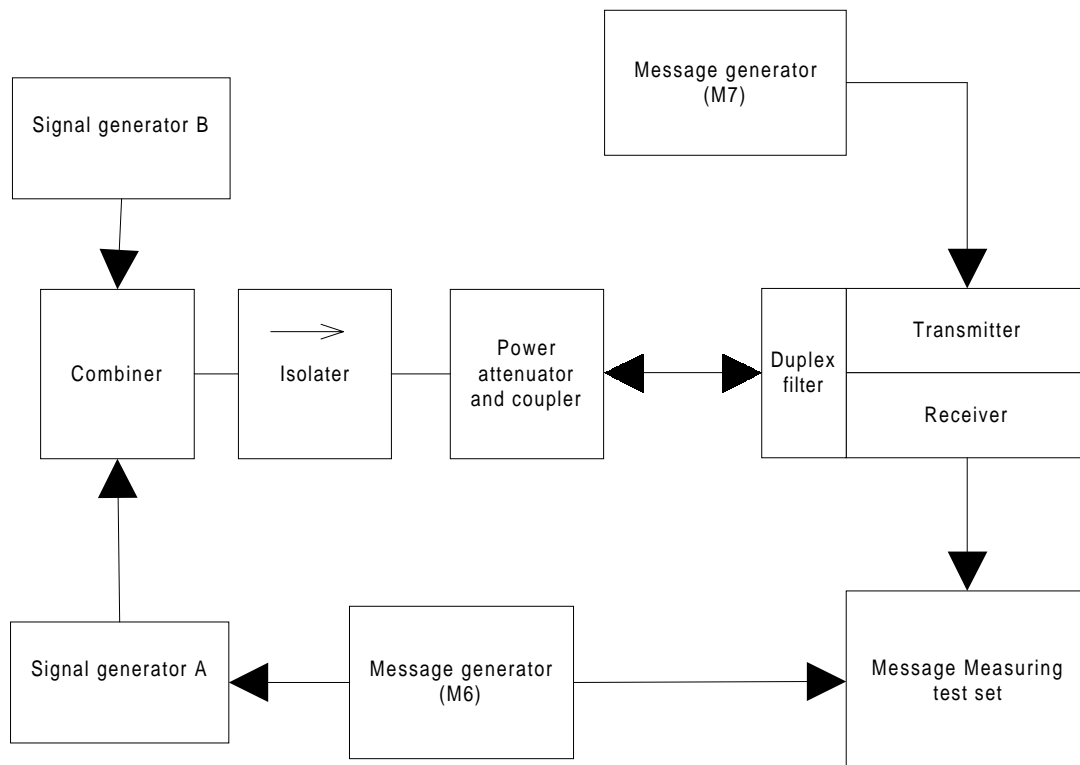 Message generator
(M7)
Signal generator B
Combiner
Isolater
Power
attenuator
and coupler
Duplex
filter
Transmitter
Receiver
Signal generator A
Message generator
(M6)
Message Measuring
test set